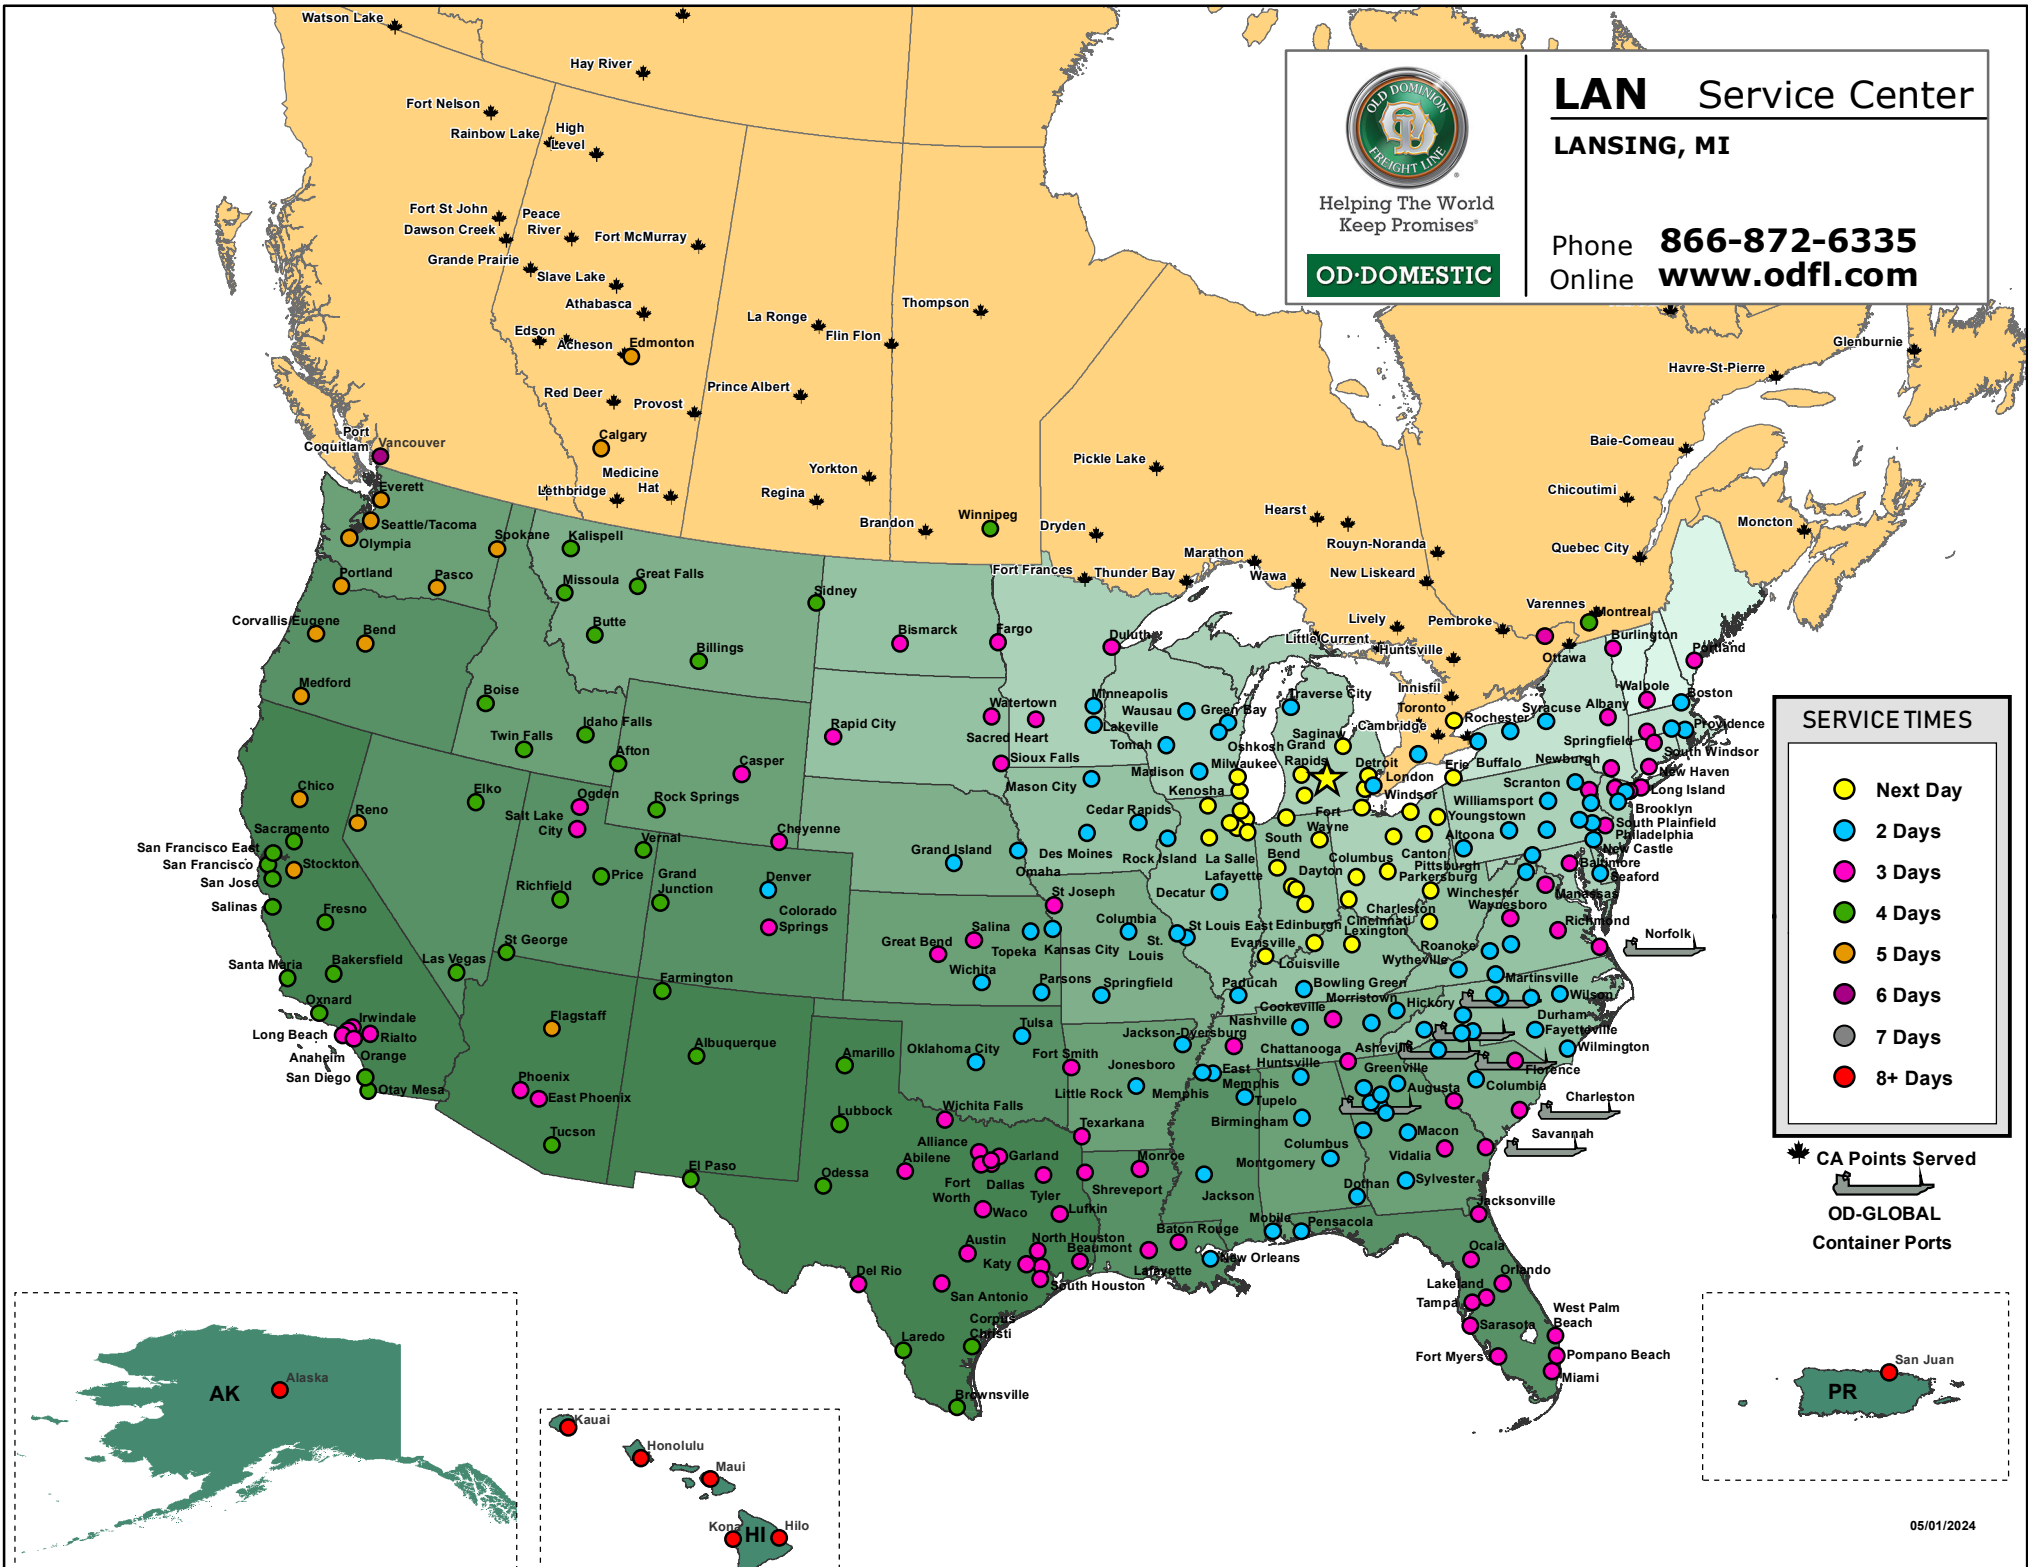 Watson Lake
Hay River
Fort Nelson
Rainbow Lake
High
Level
Fort St John
Dawson Creek
Peace
River
Fort McMurray
Grande Prairie
Slave Lake
Athabasca
Edson
Acheson
Edmonton
Red Deer
Provost
Calgary
Medicine
Hat
Lethbridge
Port
Coquitlam
Vancouver
La Ronge
Flin Flon
Thompson
Prince Albert
Yorkton
Regina
Brandon
Winnipeg
Pickle Lake
Dryden
Fort Frances
Thunder Bay
Marathon
Wawa
Hearst
Rouyn-Noranda
New Liskeard
Lively
Little Current
Pembroke
Huntsville
Innisfil
Toronto
Cambridge
London
Windsor
Varennes
Montreal
Ottawa
Quebec City
Chicoutimi
Baie-Comeau
Havre-St-Pierre
Glenburnie
Moncton
OLD DOMINION
FREIGHT LINE
Helping The World
Keep Promises®
OD·DOMESTIC
LAN Service Center
LANSING, MI
Phone 866-872-6335
Online www.odfl.com
Everett
Seattle/Tacoma
Olympia
Spokane
Portland
Pasco
Corvallis/Eugene
Bend
Medford
Kalispell
Missoula
Great Falls
Butte
Billings
Sidney
Boise
Idaho Falls
Twin Falls
Afton
Casper
Rock Springs
Cheyenne
Chico
Reno
Elko
Sacramento
San Francisco East
San Francisco
Stockton
San Jose
Salinas
Fresno
Santa Maria
Bakersfield
Oxnard
Irwindale
Long Beach
Rialto
Anaheim
Orange
San Diego
Otay Mesa
Las Vegas
Ogden
Salt Lake
City
Vernal
Price
Richfield
St George
Grand
Junction
Denver
Colorado
Springs
Farmington
Flagstaff
Albuquerque
Phoenix
East Phoenix
Tucson
El Paso
Bismarck
Fargo
Duluth
Rapid City
Watertown
Sacred Heart
Sioux Falls
Minneapolis
Lakeville
Wausau
Green Bay
Tomah
Oshkosh
Madison
Milwaukee
Kenosha
Traverse City
Saginaw
Grand
Rapids
Detroit
Mason City
Cedar Rapids
Des Moines
Rock Island
Grand Island
Omaha
La Salle
Lafayette
Decatur
South
Bend
Fort
Wayne
Dayton
Columbus
Canton
Pittsburgh
Parkersburg
Youngstown
Erie
Buffalo
Rochester
Syracuse
Albany
Burlington
Portland
Walpole
Boston
Providence
Springfield
South Windsor
New Haven
Newburgh
Long Island
Scranton
Williamsport
Altoona
Brooklyn
South Plainfield
Philadelphia
New Castle
Baltimore
Seaford
Winchester
Manassas
Waynesboro
Richmond
Norfolk
Charleston
Cincinnati
Lexington
Edinburgh
Evansville
Louisville
Roanoke
Wytheville
Martinsville
St Joseph
Salina
Great Bend
Topeka
Kansas City
Columbia
St.
Louis
St Louis East
Wichita
Parsons
Springfield
Paducah
Bowling Green
Cookeville
Morristown
Hickory
Wilson
Durham
Fayetteville
Wilmington
Nashville
Jackson-Dyersburg
Chattanooga
Asheville
Florence
Huntsville
Greenville
Augusta
Columbia
Charleston
Savannah
Tulsa
Oklahoma City
Fort Smith
Jonesboro
Little Rock
Memphis
East
Memphis
Tupelo
Birmingham
Columbus
Macon
Montgomery
Vidalia
Dothan
Sylvester
Amarillo
Lubbock
Wichita Falls
Texarkana
Alliance
Abilene
Garland
Fort
Worth
Dallas
Tyler
Odessa
Monroe
Shreveport
Jackson
Waco
Lufkin
Austin
North Houston
Katy
Beaumont
South Houston
Del Rio
San Antonio
Corpus
Christi
Laredo
Brownsville
Baton Rouge
Lafayette
New Orleans
Mobile
Pensacola
Jacksonville
Ocala
Orlando
Lakeland
Tampa
Sarasota
West Palm
Beach
Fort Myers
Pompano Beach
Miami
SERVICE TIMES
Next Day
2 Days
3 Days
4 Days
5 Days
6 Days
7 Days
8+ Days
CA Points Served
OD-GLOBAL
Container Ports
AK
Alaska
Kauai
Honolulu
Maui
Kona
HI
Hilo
San Juan
PR
05/01/2024